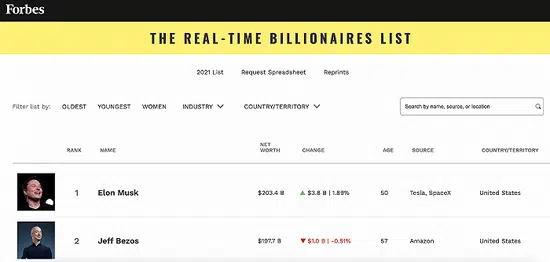 Forbes
THE REAL-TIME BILLIONAIRES LIST
2021 List Request Spreadsheet Reprints
Filter list by: OLDEST YOUNGEST WOMEN INDUSTRY COUNTRY/TERRITORY Search by name, source, or location
RANK NAME NET WORTH CHANGE AGE SOURCE COUNTRY/TERRITORY
1 Elon Musk $203.4 B $3.8 B | 1.89% 50 Tesla, SpaceX United States
2 Jeff Bezos $197.7 B $1.0 B | -0.51% 57 Amazon United States